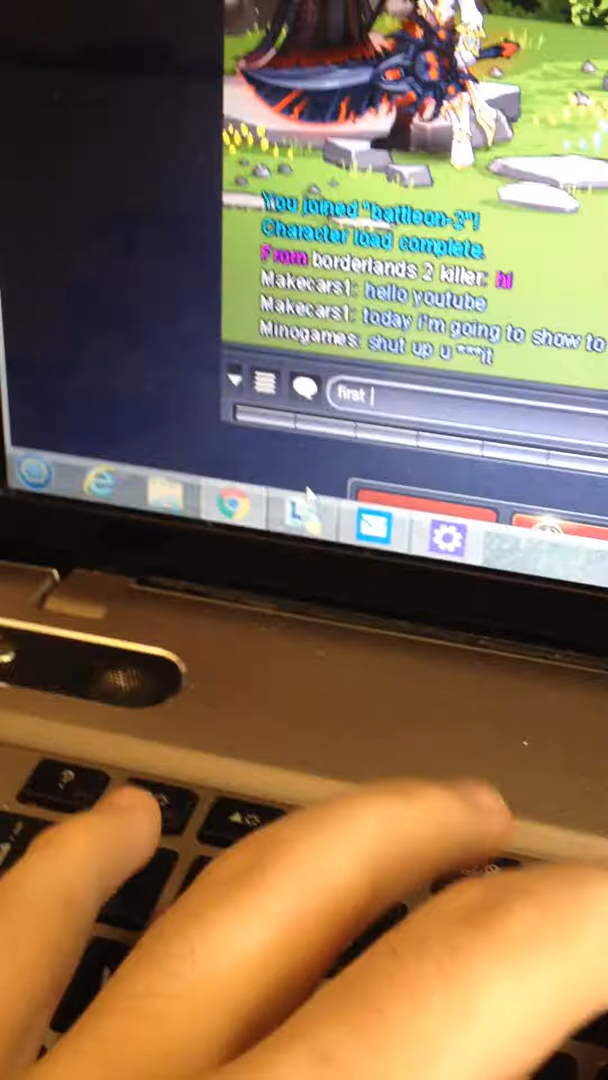 You joined "battleon-2"!
Character load complete.
From borderlands 2 killer: hi
Makecars1: hello youtube
Makecars1: today i'm going to show to
Minogames: shut up u ***it
first